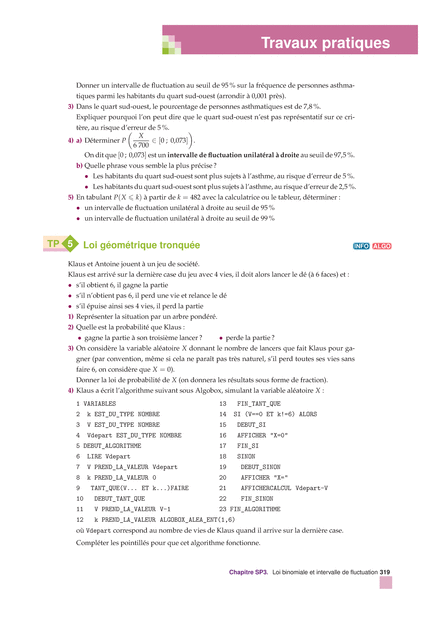 Travaux pratiques
Donner un intervalle de fluctuation au seuil de 95 % sur la fréquence de personnes asthma-
tiques parmi les habitants du quart sud-ouest (arrondir à 0,001 près).
3) Dans le quart sud-ouest, le pourcentage de personnes asthmatiques est de 7,8 %.
Expliquer pourquoi l'on peut dire que le quart sud-ouest n'est pas représentatif sur ce cri-
tère, au risque d'erreur de 5 %.
4) a) Déterminer P (X/6 700 ∈ [0 ; 0,073]).
On dit que [0 ; 0,073] est un intervalle de fluctuation unilatéral à droite au seuil de 97,5 %.
b) Quelle phrase vous semble la plus précise ?
• Les habitants du quart sud-ouest sont plus sujets à l'asthme, au risque d'erreur de 5 %.
• Les habitants du quart sud-ouest sont plus sujets à l'asthme, au risque d'erreur de 2,5 %.
5) En tabulant P(X ⩽ k) à partir de k = 482 avec la calculatrice ou le tableur, déterminer :
• un intervalle de fluctuation unilatéral à droite au seuil de 95 %
• un intervalle de fluctuation unilatéral à droite au seuil de 99 %
TP 5 Loi géométrique tronquée INFO ALGO
Klaus et Antoine jouent à un jeu de société.
Klaus est arrivé sur la dernière case du jeu avec 4 vies, il doit alors lancer le dé (à 6 faces) et :
• s'il obtient 6, il gagne la partie
• s'il n'obtient pas 6, il perd une vie et relance le dé
• s'il épuise ainsi ses 4 vies, il perd la partie
1) Représenter la situation par un arbre pondéré.
2) Quelle est la probabilité que Klaus :
• gagne la partie à son troisième lancer ? • perde la partie ?
3) On considère la variable aléatoire X donnant le nombre de lancers que fait Klaus pour ga-
gner (par convention, même si cela ne paraît pas très naturel, s'il perd toutes ses vies sans
faire 6, on considère que X = 0).
Donner la loi de probabilité de X (on donnera les résultats sous forme de fraction).
4) Klaus a écrit l'algorithme suivant sous Algobox, simulant la variable aléatoire X :
1 VARIABLES
2 k EST_DU_TYPE NOMBRE
3 V EST_DU_TYPE NOMBRE
4 Vdepart EST_DU_TYPE NOMBRE
5 DEBUT_ALGORITHME
6 LIRE Vdepart
7 V PREND_LA_VALEUR Vdepart
8 k PREND_LA_VALEUR 0
9 TANT_QUE(V... ET k...)FAIRE
10 DEBUT_TANT_QUE
11 V PREND_LA_VALEUR V-1
12 k PREND_LA_VALEUR ALGOBOX_ALEA_ENT(1,6)
13 FIN_TANT_QUE
14 SI (V==0 ET k!=6) ALORS
15 DEBUT_SI
16 AFFICHER "X=0"
17 FIN_SI
18 SINON
19 DEBUT_SINON
20 AFFICHER "X="
21 AFFICHERCALCUL Vdepart-V
22 FIN_SINON
23 FIN_ALGORITHME
où Vdepart correspond au nombre de vies de Klaus quand il arrive sur la dernière case.
Compléter les pointillés pour que cet algorithme fonctionne.
Chapitre SP3. Loi binomiale et intervalle de fluctuation 319